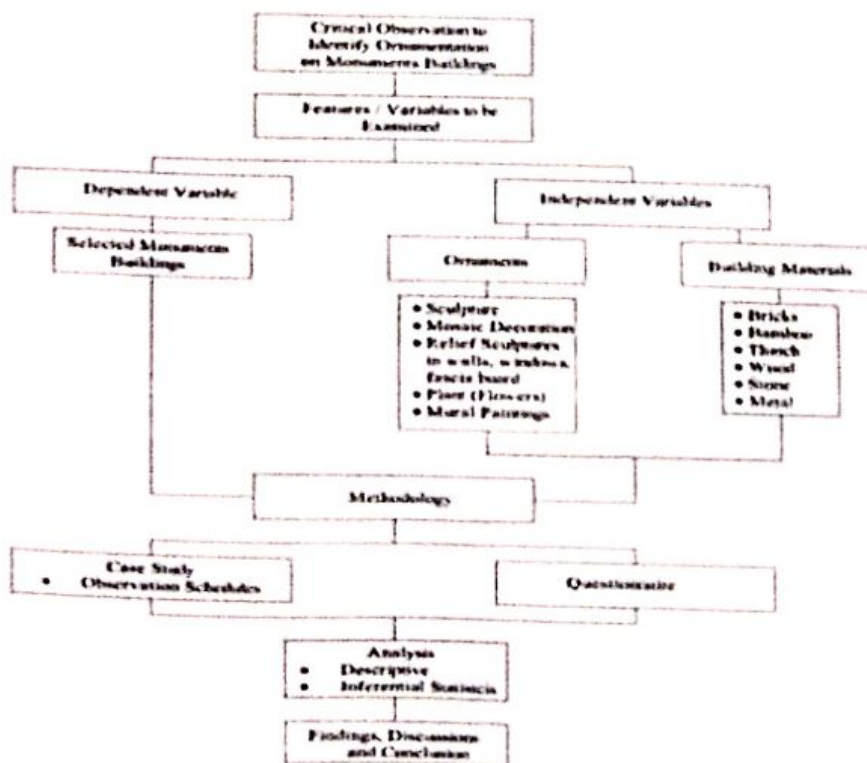 Critical Observation to
Identify Ornamentation
on Monuments Buildings
Features / Variables to be
Examined
Dependent Variable
Independent Variables
Selected Monuments
Buildings
Ornaments
Building Materials
• Sculpture
• Mosaic Decoration
• Relief Sculptures
in walls, windows,
fascia board
• Plant (Flowers)
• Mural Paintings
• Bricks
• Bamboo
• Thatch
• Wood
• Stone
• Metal
Methodology
Case Study
• Observation Schedules
Questionnaire
Analysis
• Descriptive
• Inferential
Findings, Discussions
and Conclusion